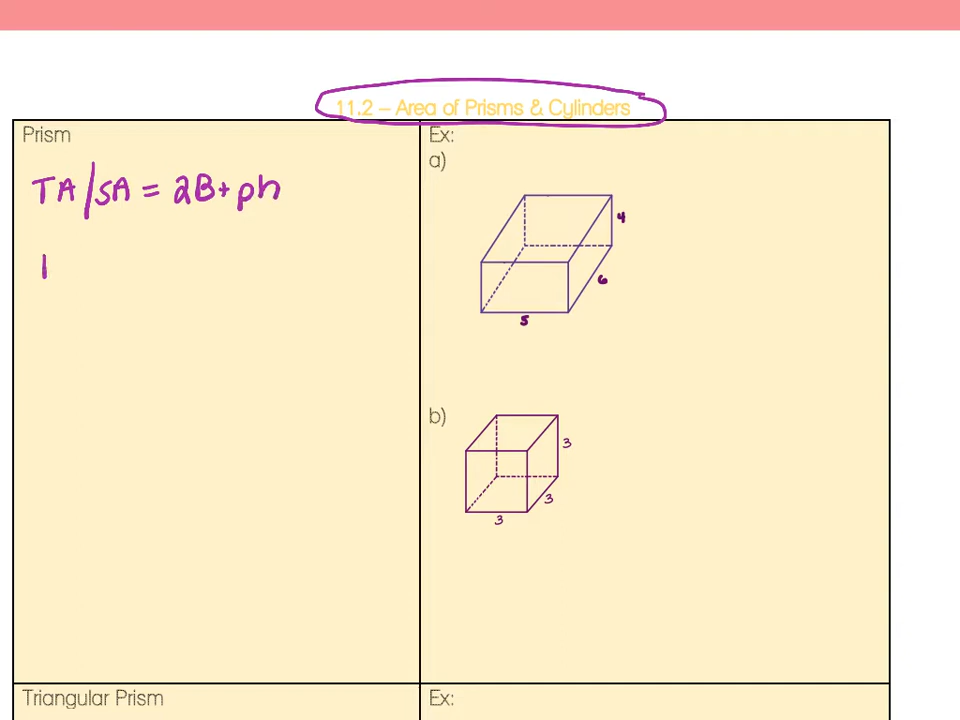 11.2 – Area of Prisms & Cylinders
Prism
TA/SA = 2B + ph
Ex:
a)
4
6
5
b)
3
3
3
Triangular Prism
Ex: